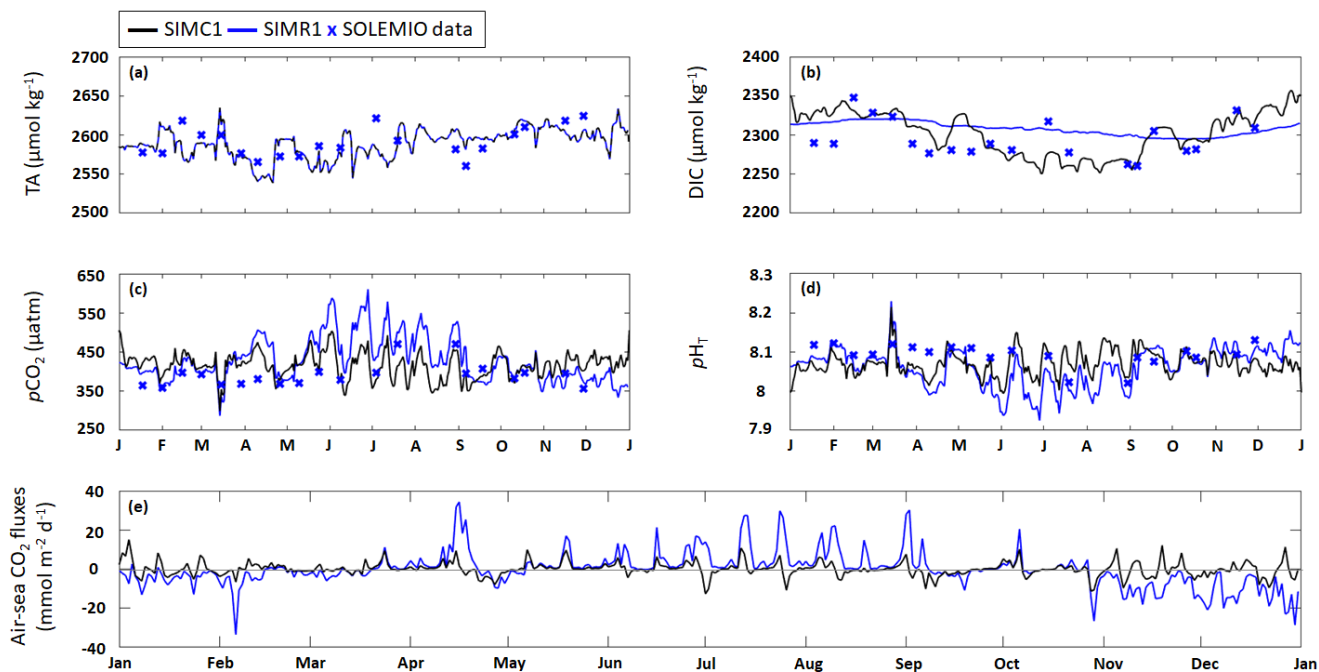 SIMC1 SIMR1 x SOLEMIO data
(a)
TA (µmol kg⁻¹)
2700
2650
2600
2550
2500
J F M A M J J A S O N D J
(b)
DIC (µmol kg⁻¹)
2400
2350
2300
2250
2200
J F M A M J J A S O N D J
(c)
pCO₂ (µatm)
650
550
450
350
250
J F M A M J J A S O N D J
(d)
pH_T
8.3
8.2
8.1
8
7.9
J F M A M J J A S O N D J
(e)
Air-sea CO₂ fluxes
(mmol m⁻² d⁻¹)
40
20
0
-20
-40
Jan Feb Mar Apr May Jun Jul Aug Sep Oct Nov Dec Jan